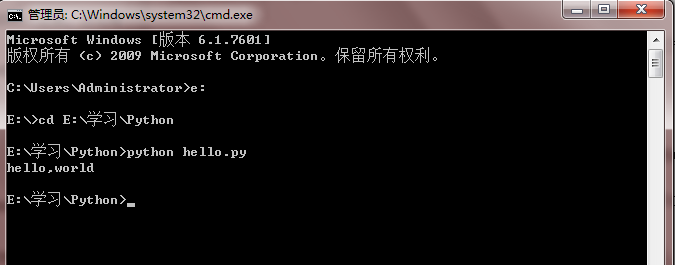 管理员: C:\Windows\system32\cmd.exe
Microsoft Windows [版本 6.1.7601]
版权所有 (c) 2009 Microsoft Corporation。保留所有权利。
C:\Users\Administrator>e:
E:\>cd E:\学习\Python
E:\学习\Python>python hello.py
hello,world
E:\学习\Python>_